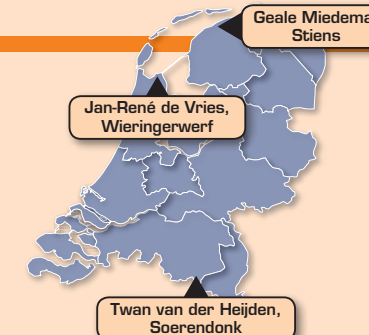 Geale Miedema
Stiens
Jan-René de Vries,
Wieringerwerf
Twan van der Heijden,
Soerendonk